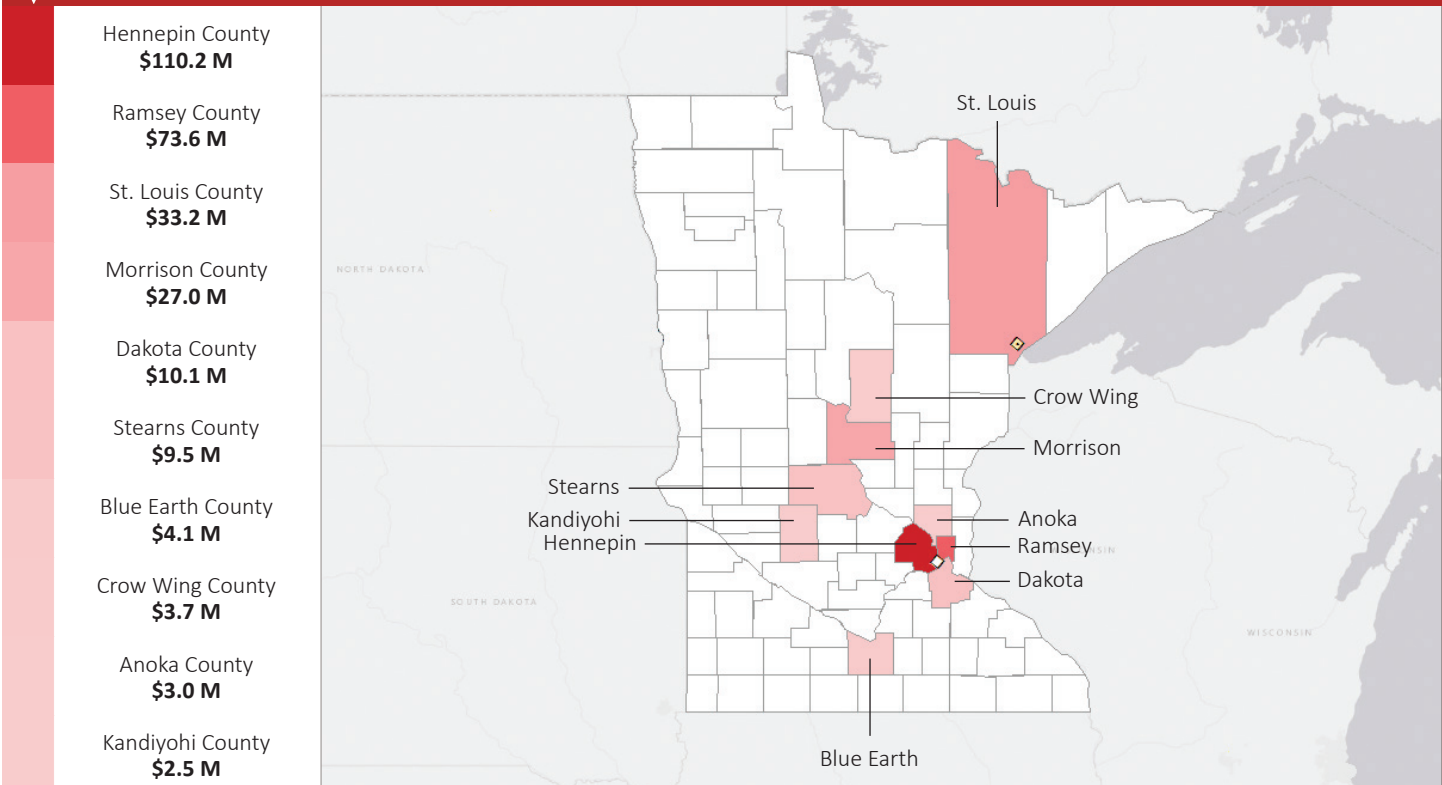 Hennepin County
$110.2 M
Ramsey County
$73.6 M
St. Louis County
$33.2 M
Morrison County
$27.0 M
Dakota County
$10.1 M
Stearns County
$9.5 M
Blue Earth County
$4.1 M
Crow Wing County
$3.7 M
Anoka County
$3.0 M
Kandiyohi County
$2.5 M
St. Louis
NORTH DAKOTA
Crow Wing
Morrison
Stearns
Kandiyohi
Hennepin
Anoka
Ramsey
Dakota
SOUTH DAKOTA
WISCONSIN
Blue Earth